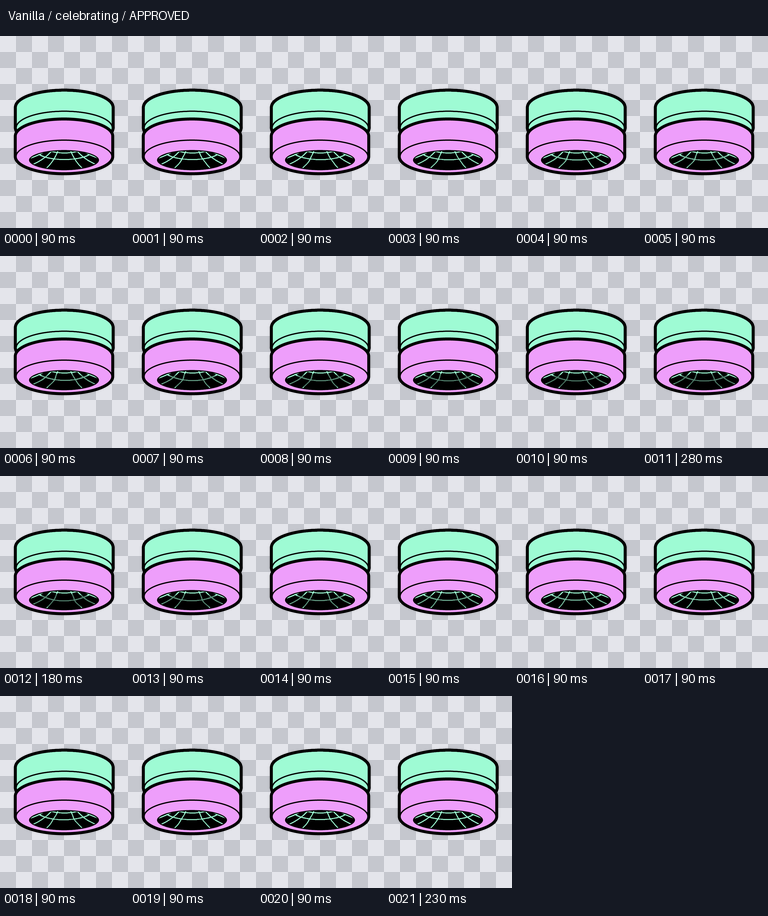 Vanilla / celebrating / APPROVED
0000 | 90 ms 0001 | 90 ms 0002 | 90 ms 0003 | 90 ms 0004 | 90 ms 0005 | 90 ms
0006 | 90 ms 0007 | 90 ms 0008 | 90 ms 0009 | 90 ms 0010 | 90 ms 0011 | 280 ms
0012 | 180 ms 0013 | 90 ms 0014 | 90 ms 0015 | 90 ms 0016 | 90 ms 0017 | 90 ms
0018 | 90 ms 0019 | 90 ms 0020 | 90 ms 0021 | 230 ms